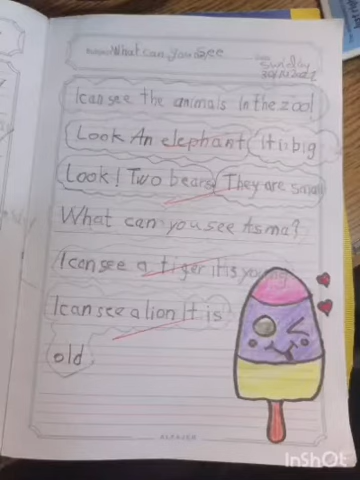 What can you see
Sunday
I can see the animals in the zoo!
Look An elephant it is big
Look! Two bears They are small
What can you see Asma?
I can see a tiger it is young
I can see a lion It is
old
InShOt